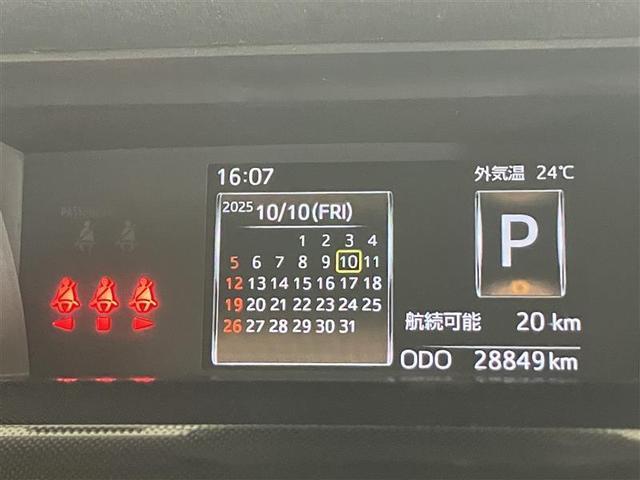 16:07
外気温 24℃
PASSENGER
2025 10/10(FRI)
1 2 3 4
5 6 7 8 9 10 11
12 13 14 15 16 17 18
19 20 21 22 23 24 25
26 27 28 29 30 31
P
航続可能 20 km
ODO 28849km